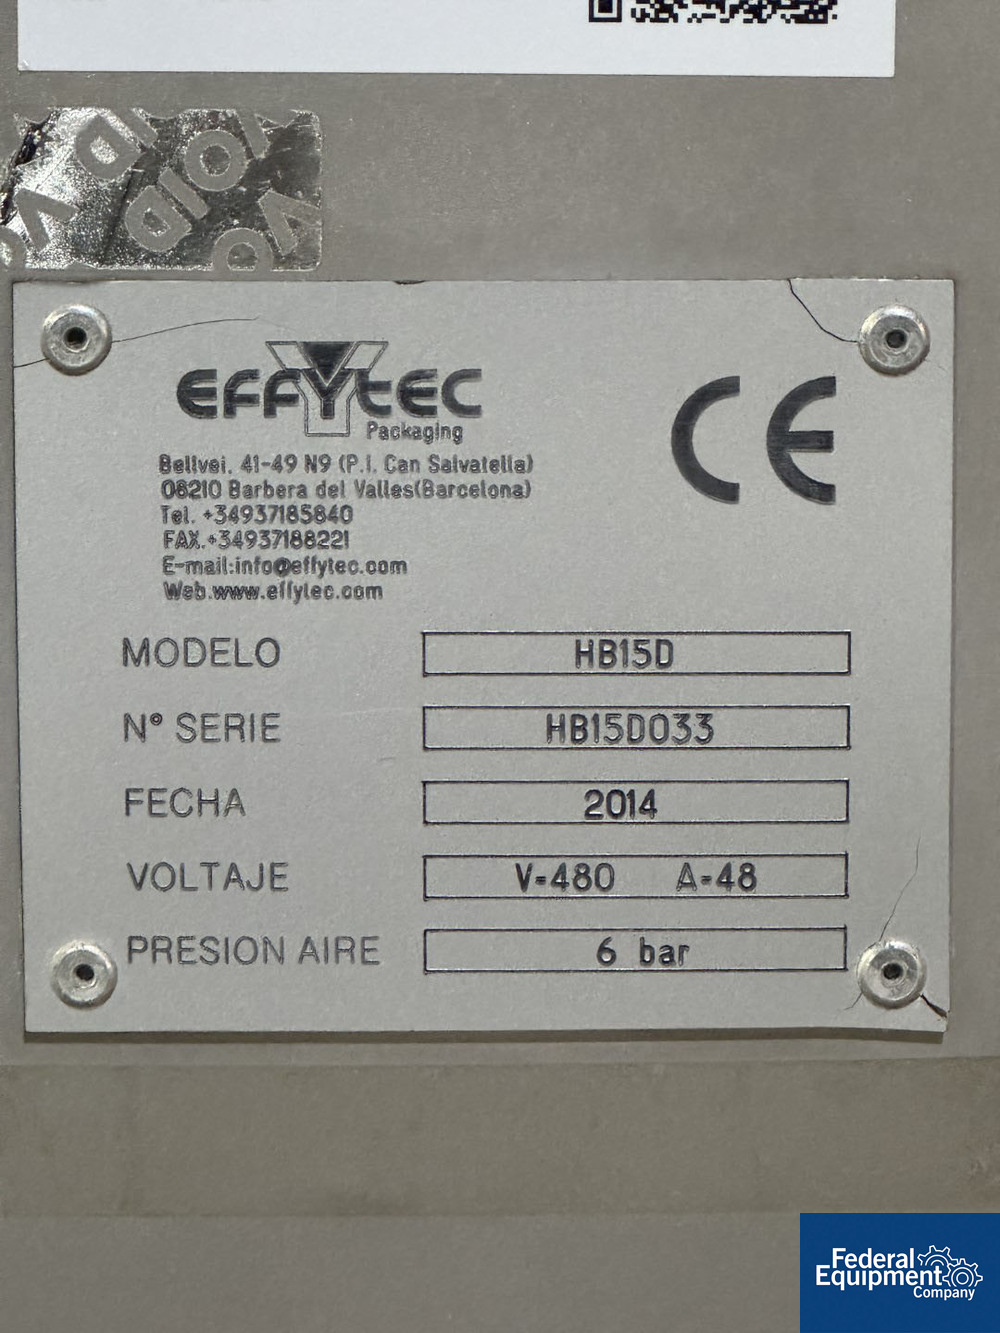 VOID
VOID
VO
EFFYTEC
Packaging
Bellvei, 41-49 N9 (P.I. Can Salvatella)
08210 Barbera del Valles(Barcelona)
Tel. +34937185840
FAX.+34937188221
E-mail:info@effytec.com
Web.www.effytec.com
CE
MODELO HB15D
Nº SERIE HB15D033
FECHA 2014
VOLTAJE V-480 A-48
PRESION AIRE 6 bar
Federal
Equipment
Company